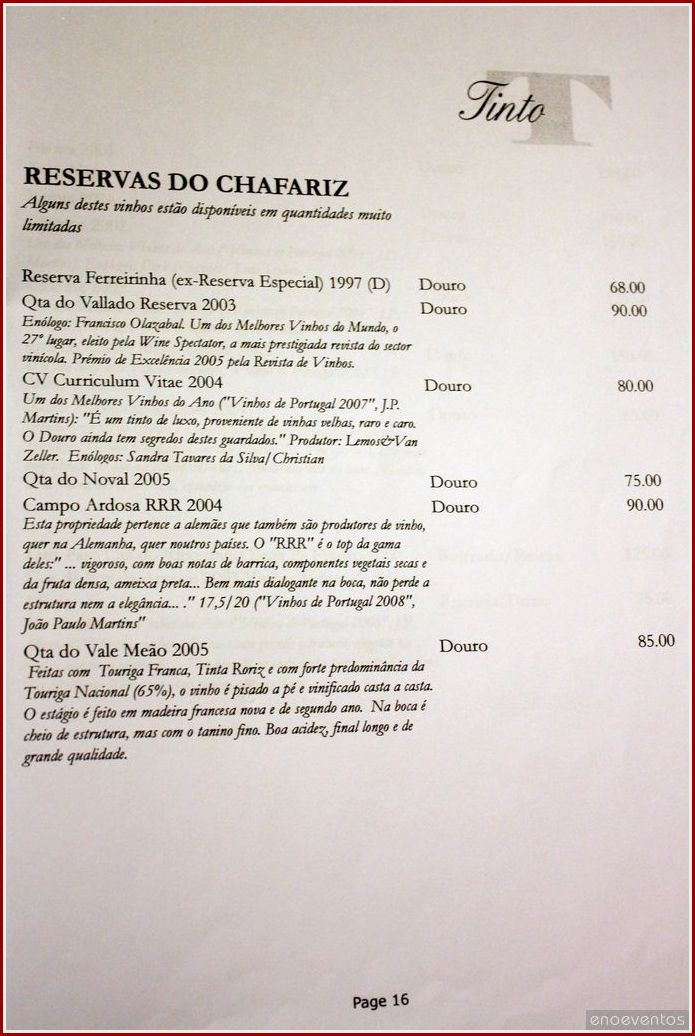 Tinto
T
RESERVAS DO CHAFARIZ
Alguns destes vinhos estão disponíveis em quantidades muito
limitadas
Reserva Ferreirinha (ex-Reserva Especial) 1997 (D) Douro 68.00
Qta do Vallado Reserva 2003 Douro 90.00
Enólogo: Francisco Olazabal. Um dos Melhores Vinhos do Mundo, o
27º lugar, eleito pela Wine Spectator, a mais prestigiada revista do sector
vinícola. Prémio de Excelência 2005 pela Revista de Vinhos.
CV Curriculum Vitae 2004 Douro 80.00
Um dos Melhores Vinhos do Ano ("Vinhos de Portugal 2007", J.P.
Martins): "É um tinto de luxo, proveniente de vinhas velhas, raro e caro.
O Douro ainda tem segredos destes guardados." Produtor: Lemos&Van
Zeller. Enólogos: Sandra Tavares da Silva/ Christian
Qta do Noval 2005 Douro 75.00
Campo Ardosa RRR 2004 Douro 90.00
Esta propriedade pertence a alemães que também são produtores de vinho,
quer na Alemanha, quer noutros países. O "RRR" é o top da gama
deles:" ... vigoroso, com boas notas de barrica, componentes vegetais secas e
da fruta densa, ameixa preta... Bem mais dialogante na boca, não perde a
estrutura nem a elegância... ." 17,5/20 ("Vinhos de Portugal 2008",
João Paulo Martins"
Qta do Vale Meão 2005 Douro 85.00
Feitas com Touriga Franca, Tinta Roriz e com forte predominância da
Touriga Nacional (65%), o vinho é pisado a pé e vinificado casta a casta.
O estágio é feito em madeira francesa nova e de segundo ano. Na boca é
cheio de estrutura, mas com o tanino fino. Boa acidez, final longo e de
grande qualidade.
Page 16
enoeventos